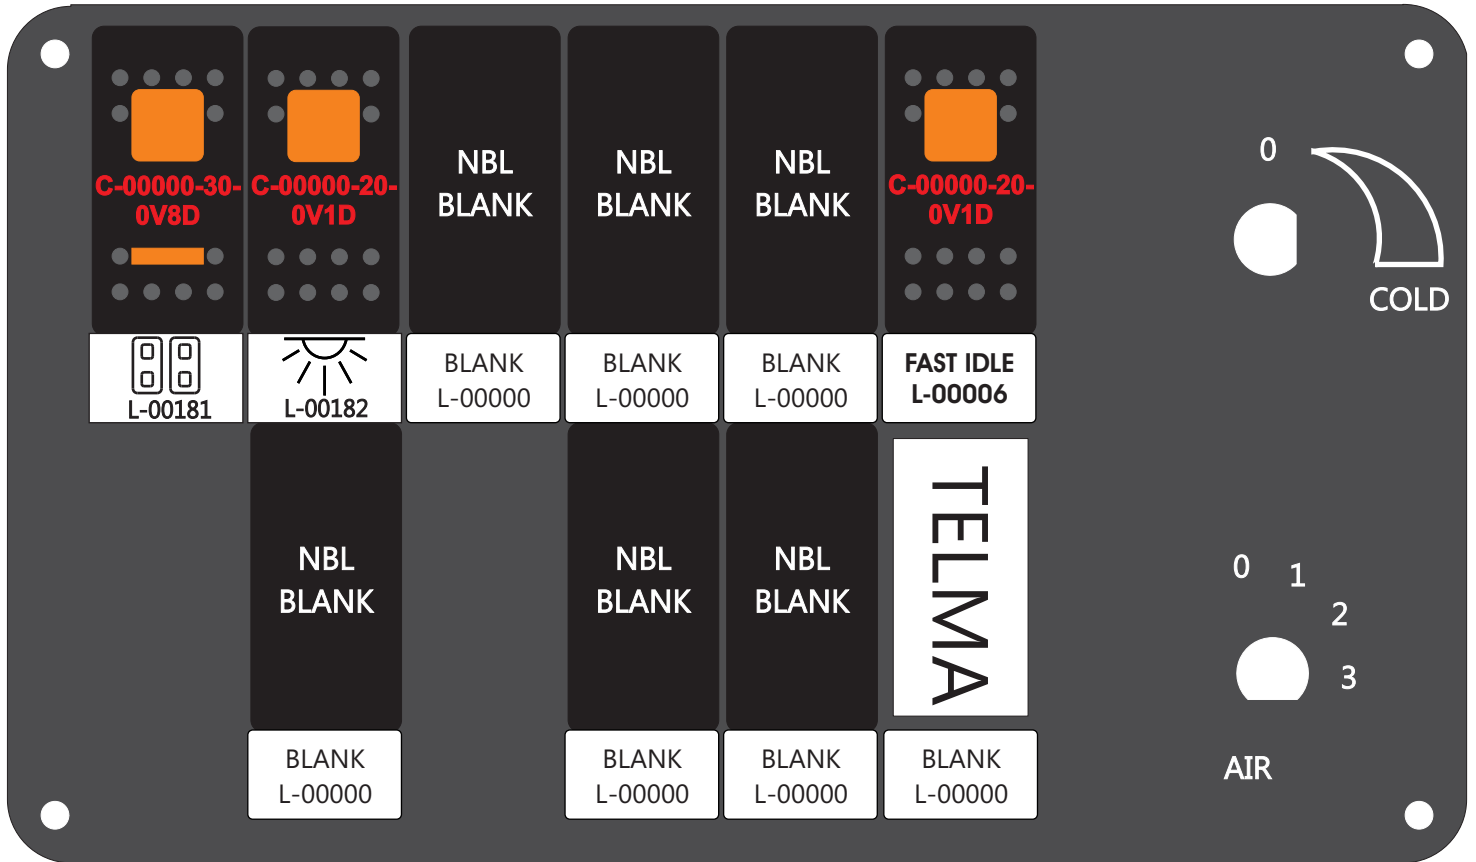 C-00000-30-
0V8D
L-00181
C-00000-20-
0V1D
L-00182
NBL
BLANK
BLANK
L-00000
NBL
BLANK
BLANK
L-00000
NBL
BLANK
BLANK
L-00000
C-00000-20-
0V1D
FAST IDLE
L-00006
0
COLD
NBL
BLANK
BLANK
L-00000
NBL
BLANK
BLANK
L-00000
NBL
BLANK
BLANK
L-00000
TELMA
BLANK
L-00000
0
1
2
3
AIR